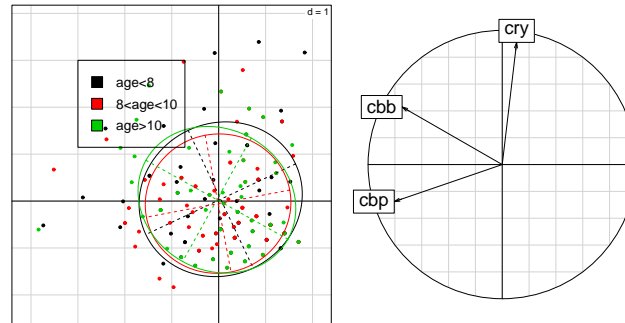 d = 1
age<8
8<age<10
age>10
cry
cbb
cbp